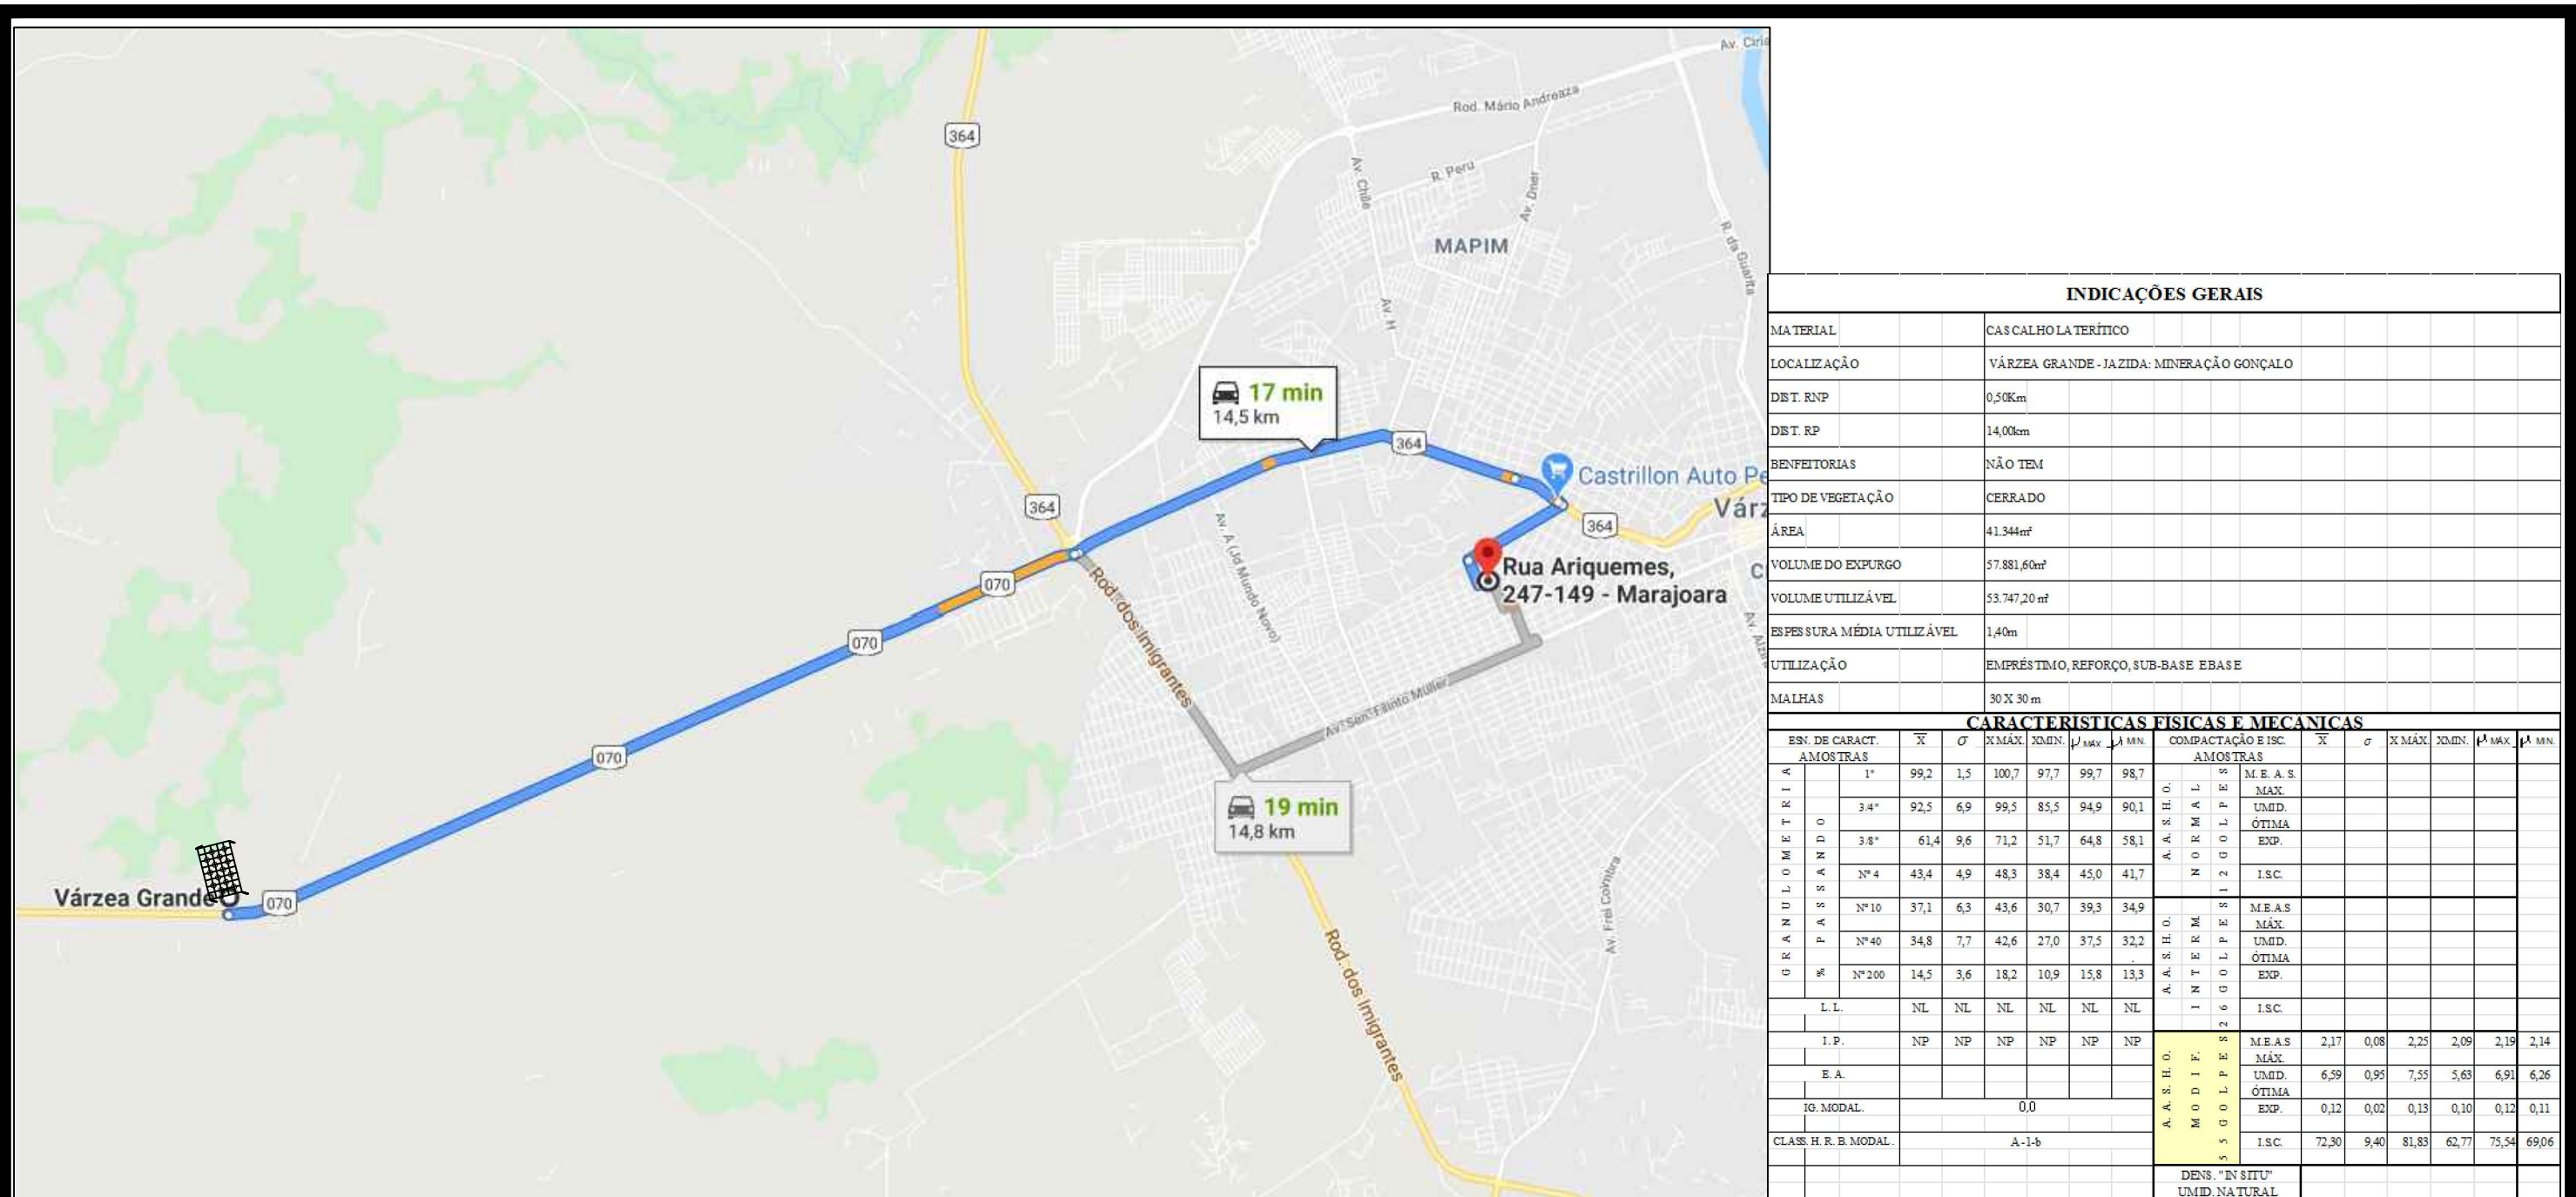 Av. Ciría
Rod. Mário Andreaza
364
Av. Chile
R. Peru
Av. Dner
R. da Guarita
MAPIM
Av. H
17 min
14,5 km
364
364
Castrillon Auto Pe
Várz
364
070
Rod. dos Imigrantes
Av. A (Jd Mundo Novo)
Rua Ariquemes,
247-149 - Marajoara
070
Av. Sen. Filinto Müller
070
19 min
14,8 km
Várzea Grande
070
Av. Frei Coimbra
Rod. dos Imigrantes
INDICAÇÕES GERAIS
MATERIAL CASCALHO LATERÍTICO
LOCALIZAÇÃO VÁRZEA GRANDE - JAZIDA: MINERAÇÃO GONÇALO
DIST. RNP 0,50Km
DIST. RP 14,00km
BENFEITORIAS NÃO TEM
TIPO DE VEGETAÇÃO CERRADO
ÁREA 41.344m²
VOLUME DO EXPURGO 57.881,60m³
VOLUME UTILIZÁVEL 53.747,20 m³
ESPESSURA MÉDIA UTILIZÁVEL 1,40m
UTILIZAÇÃO EMPRÉSTIMO, REFORÇO, SUB-BASE EBASE
MALHAS 30 X 30 m
CARACTERÍSTICAS FÍSICAS E MECÂNICAS
ESN. DE CARACT. X̅ σ XMÁX. XMIN. μ MÁX. μ MIN. COMPACTAÇÃO E ISC. X̅ σ X MÁX. XMIN. μ MÁX. μ MIN.
AMOSTRAS AMOSTRAS
GRANULOMETRIA
% PASSANDO
1" 99,2 1,5 100,7 97,7 99,7 98,7
3/4" 92,5 6,9 99,5 85,5 94,9 90,1
3/8" 61,4 9,6 71,2 51,7 64,8 58,1
Nº 4 43,4 4,9 48,3 38,4 45,0 41,7
Nº 10 37,1 6,3 43,6 30,7 39,3 34,9
Nº 40 34,8 7,7 42,6 27,0 37,5 32,2
Nº 200 14,5 3,6 18,2 10,9 15,8 13,3
L.L. NL NL NL NL NL NL
I.P. NP NP NP NP NP NP
E.A.
IG. MODAL. 0,0
CLASS. H. R. B. MODAL. A-1-b
A. A. S. H. O.
NORMAL
12 GOLPES
M. E. A. S.
MAX.
UMID.
ÓTIMA
EXP.
I.S.C.
A. A. S. H. O.
INTERM.
26 GOLPES
M.E.A.S
MÁX.
UMID.
ÓTIMA
EXP.
I.S.C.
A. A. S. H. O.
MODIF.
55 GOLPES
M.E.A.S 2,17 0,08 2,25 2,09 2,19 2,14
MÁX.
UMID. 6,59 0,95 7,55 5,63 6,91 6,26
ÓTIMA
EXP. 0,12 0,02 0,13 0,10 0,12 0,11
I.S.C. 72,30 9,40 81,83 62,77 75,54 69,06
DENS. "IN SITU"
UMID. NATURAL